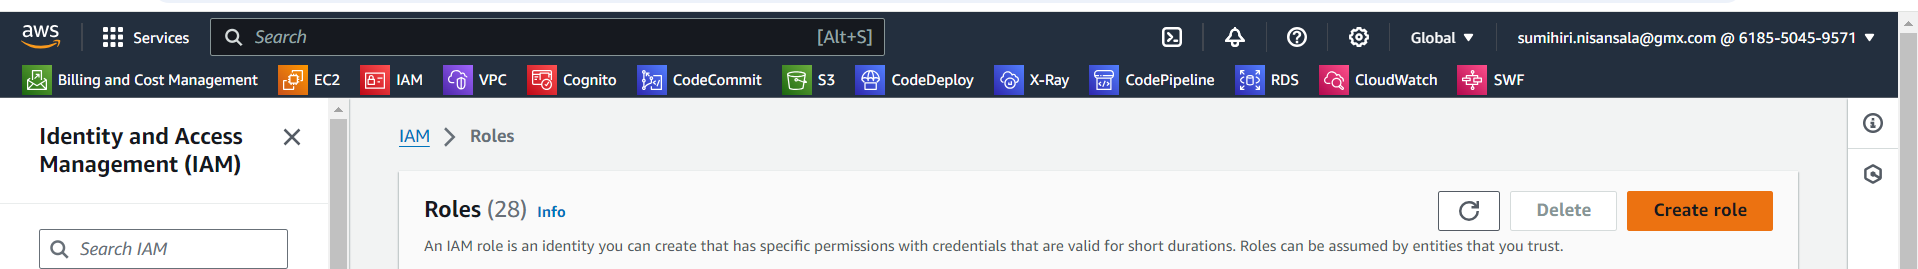 aws Services Search [Alt+S] Global sumihiri.nisansala@gmx.com @ 6185-5045-9571
Billing and Cost Management EC2 IAM VPC Cognito CodeCommit S3 CodeDeploy X-Ray CodePipeline RDS CloudWatch SWF
Identity and Access
Management (IAM)
Search IAM
IAM Roles
Roles (28) Info Delete Create role
An IAM role is an identity you can create that has specific permissions with credentials that are valid for short durations. Roles can be assumed by entities that you trust.